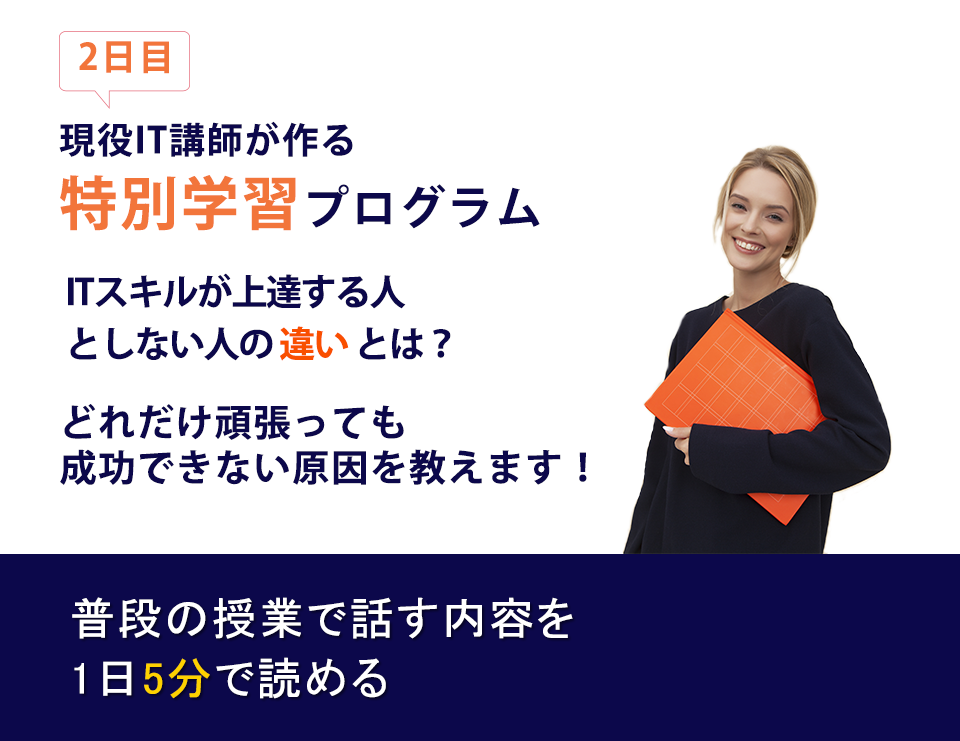 2日目
現役IT講師が作る
特別学習プログラム
ITスキルが上達する人
としない人の違いとは？
どれだけ頑張っても
成功できない原因を教えます！
普段の授業で話す内容を
1日5分で読める